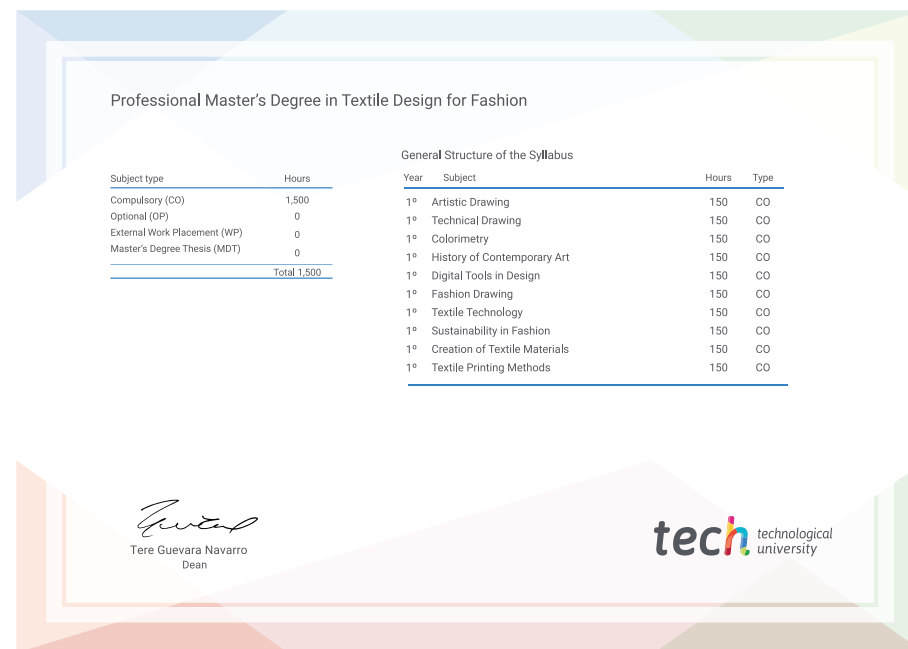 Professional Master’s Degree in Textile Design for Fashion
Subject type Hours
Compulsory (CO) 1,500
Optional (OP) 0
External Work Placement (WP) 0
Master’s Degree Thesis (MDT) 0
Total 1,500
General Structure of the Syllabus
Year Subject Hours Type
1º Artistic Drawing 150 CO
1º Technical Drawing 150 CO
1º Colorimetry 150 CO
1º History of Contemporary Art 150 CO
1º Digital Tools in Design 150 CO
1º Fashion Drawing 150 CO
1º Textile Technology 150 CO
1º Sustainability in Fashion 150 CO
1º Creation of Textile Materials 150 CO
1º Textile Printing Methods 150 CO
Tere Guevara Navarro
Dean
tech technological
university